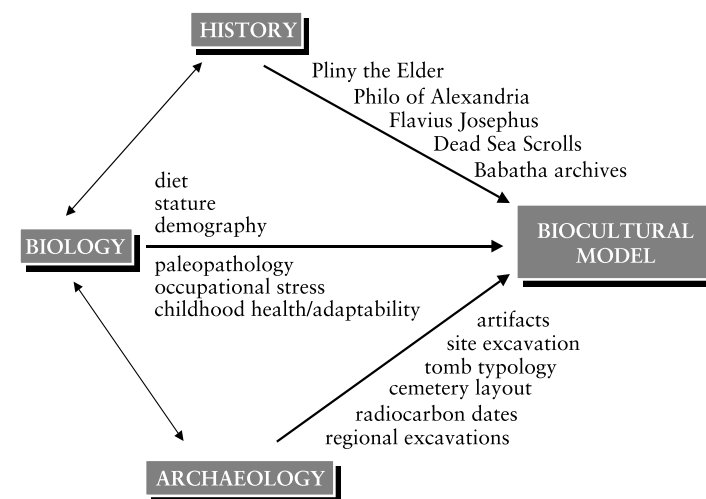 HISTORY
Pliny the Elder
Philo of Alexandria
Flavius Josephus
Dead Sea Scrolls
Babatha archives
diet
stature
demography
BIOLOGY
BIOCULTURAL
MODEL
paleopathology
occupational stress
childhood health/adaptability
artifacts
site excavation
tomb typology
cemetery layout
radiocarbon dates
regional excavations
ARCHAEOLOGY